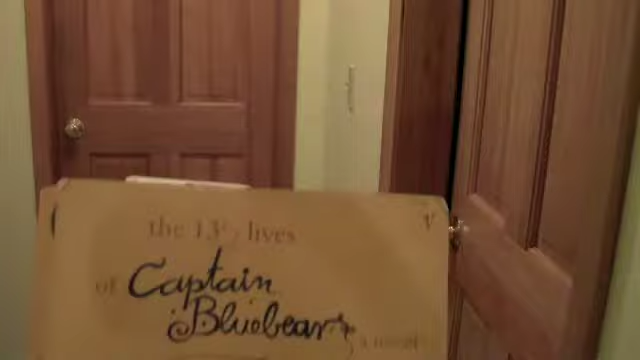 the 13½ lives
of Captain
Bluebear
a novel